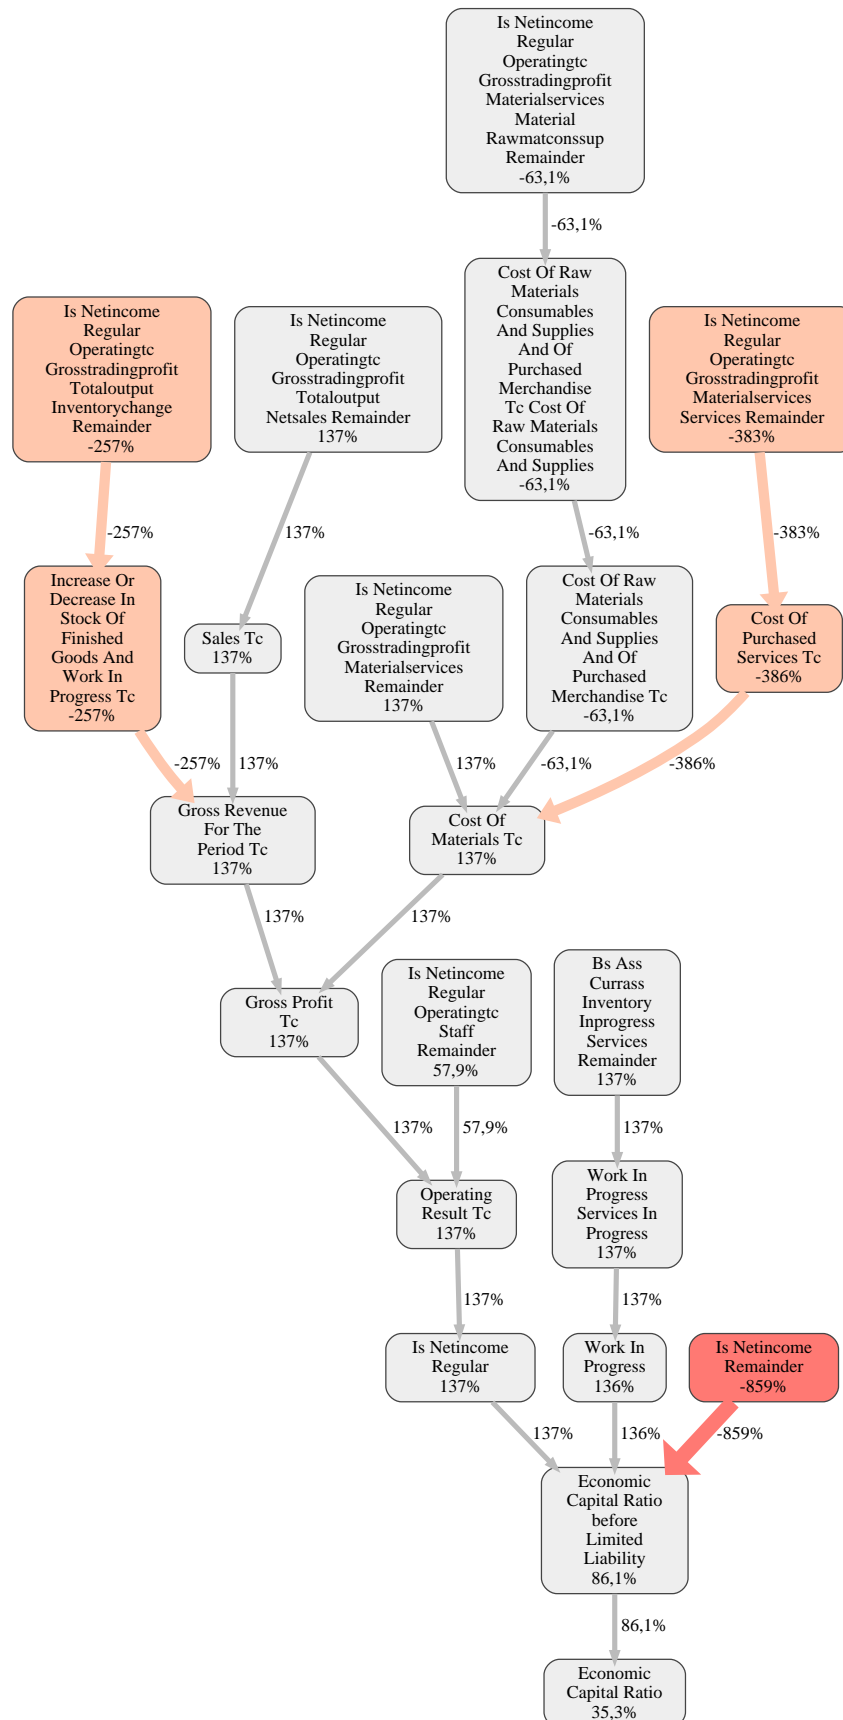 Is Netincome
Regular
Operatingtc
Grosstradingprofit
Materialservices
Material
Rawmatconssup
Remainder
-63,1%
-63,1%
Cost Of Raw
Materials
Consumables
And Supplies
And Of
Purchased
Merchandise
Tc Cost Of
Raw Materials
Consumables
And Supplies
-63,1%
Is Netincome
Regular
Operatingtc
Grosstradingprofit
Totaloutput
Inventorychange
Remainder
-257%
Is Netincome
Regular
Operatingtc
Grosstradingprofit
Totaloutput
Netsales Remainder
137%
Is Netincome
Regular
Operatingtc
Grosstradingprofit
Materialservices
Services Remainder
-383%
-257%
137%
-63,1%
-383%
Increase Or
Decrease In
Stock Of
Finished
Goods And
Work In
Progress Tc
-257%
Sales Tc
137%
Is Netincome
Regular
Operatingtc
Grosstradingprofit
Materialservices
Remainder
137%
Cost Of Raw
Materials
Consumables
And Supplies
And Of
Purchased
Merchandise Tc
-63,1%
Cost Of
Purchased
Services Tc
-386%
-257%
137%
137%
-63,1%
-386%
Gross Revenue
For The
Period Tc
137%
Cost Of
Materials Tc
137%
137%
137%
Gross Profit
Tc
137%
Is Netincome
Regular
Operatingtc
Staff
Remainder
57,9%
Bs Ass
Currass
Inventory
Inprogress
Services
Remainder
137%
137%
57,9%
137%
Operating
Result Tc
137%
Work In
Progress
Services In
Progress
137%
137%
137%
Is Netincome
Regular
137%
Work In
Progress
136%
Is Netincome
Remainder
-859%
137%
136%
-859%
Economic
Capital Ratio
before
Limited
Liability
86,1%
86,1%
Economic
Capital Ratio
35,3%